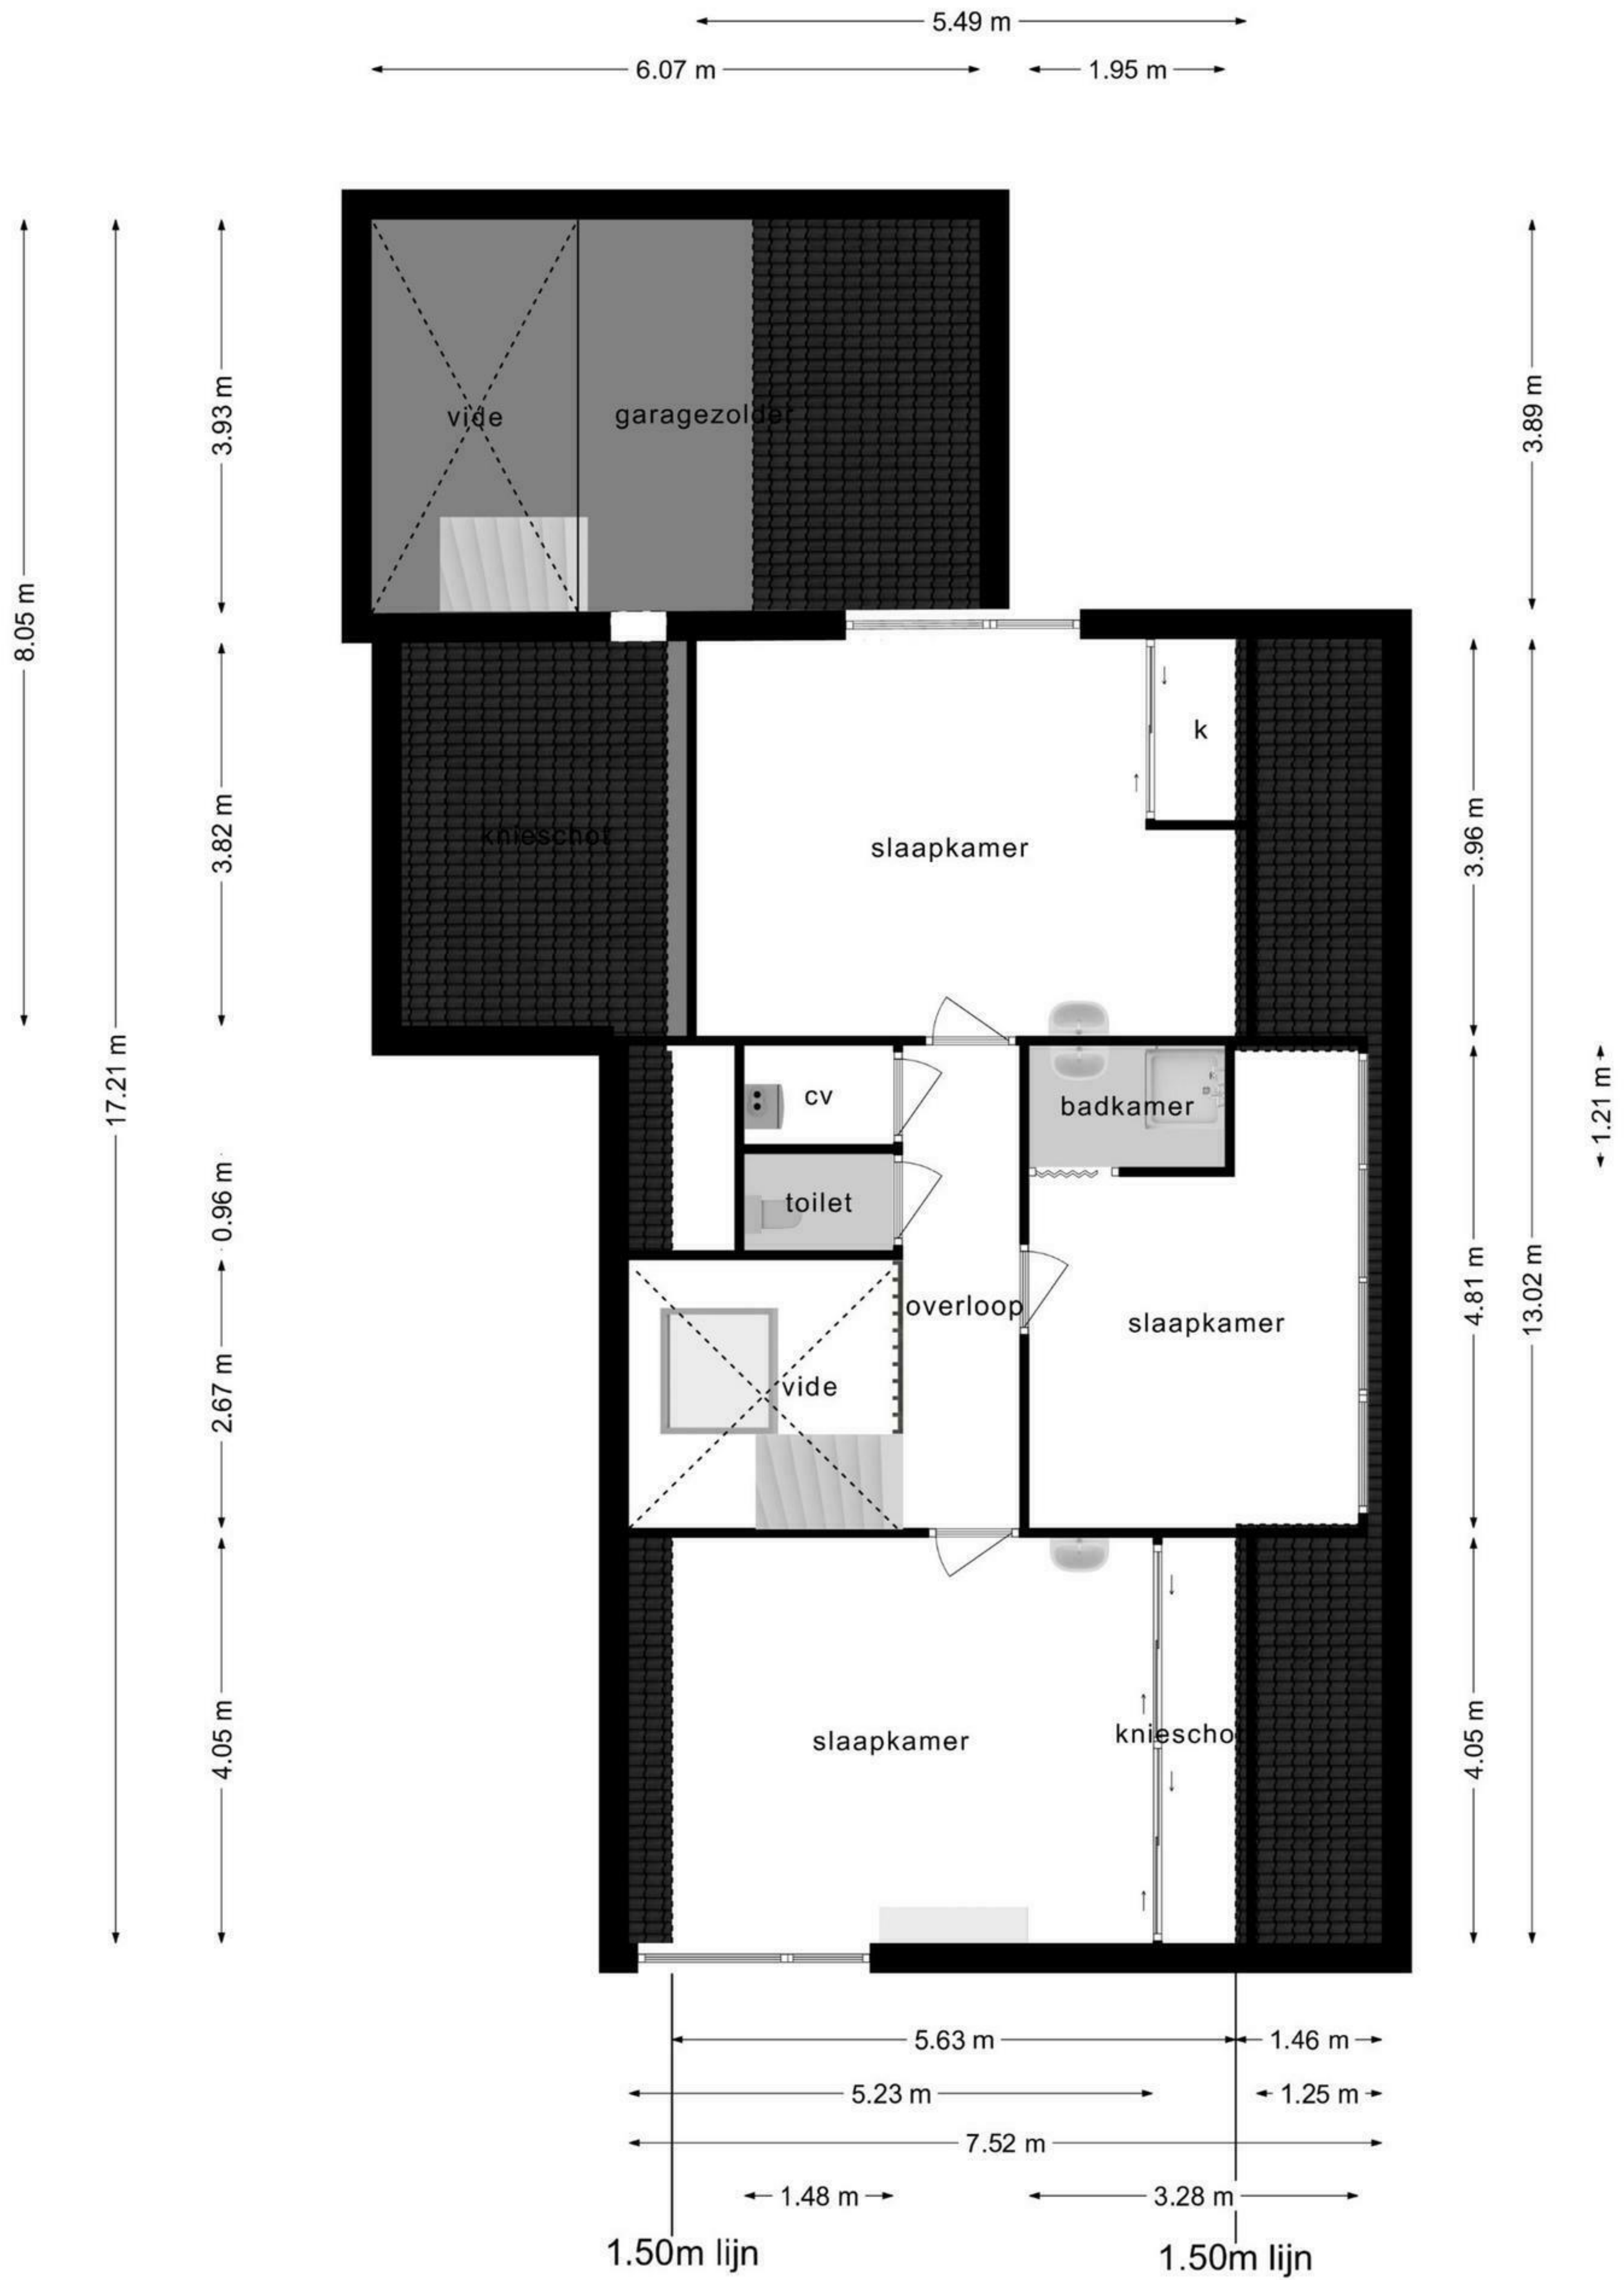 5.49 m
6.07 m
1.95 m
8.05 m
17.21 m
3.93 m
3.82 m
0.96 m
2.67 m
4.05 m
3.89 m
3.96 m
4.81 m
13.02 m
1.21 m
4.05 m
vide
garagezolder
k
knieschot
slaapkamer
cv
badkamer
toilet
overloop
slaapkamer
vide
slaapkamer
kniescho
5.63 m
1.46 m
5.23 m
1.25 m
7.52 m
1.48 m
3.28 m
1.50m lijn
1.50m lijn